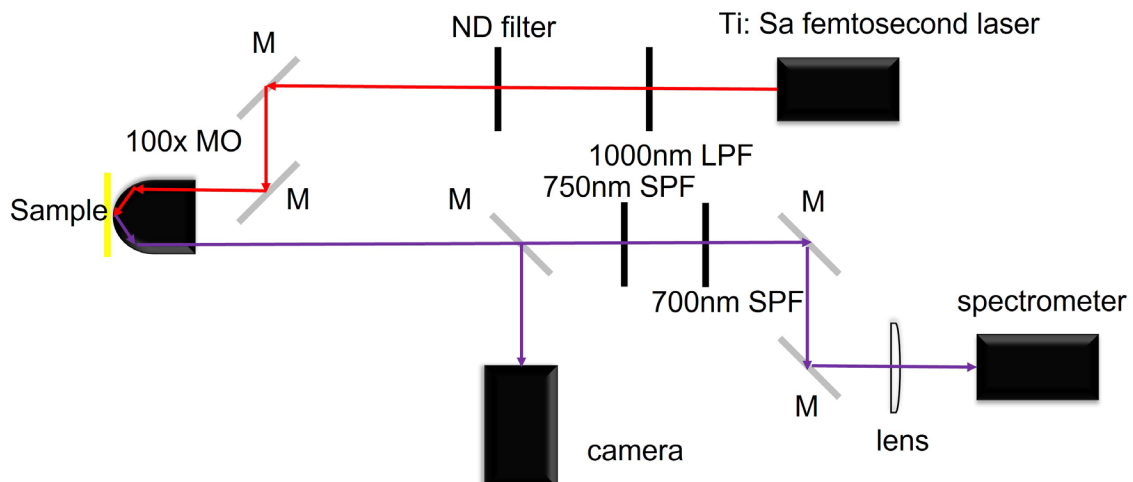 ND filter
Ti: Sa femtosecond laser
M
100x MO
1000nm LPF
750nm SPF
M
M
M
Sample
700nm SPF
spectrometer
M
lens
camera